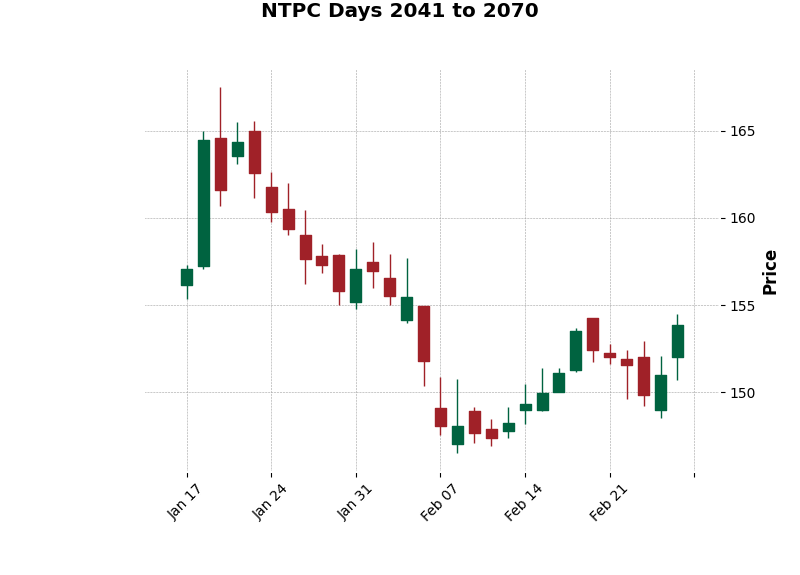 NTPC Days 2041 to 2070
165
160
155
150
Price
Jan 17
Jan 24
Jan 31
Feb 07
Feb 14
Feb 21